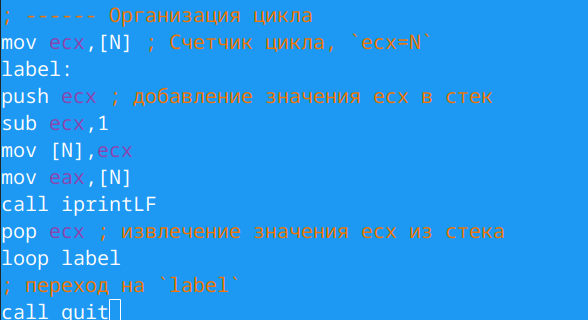 ; ------ Организация цикла
mov ecx,[N] ; Счетчик цикла, `ecx=N`
label:
push ecx ; добавление значения ecx в стек
sub ecx,1
mov [N],ecx
mov eax,[N]
call iprintLF
pop ecx ; извлечение значения ecx из стека
loop label
; переход на `label`
call quit